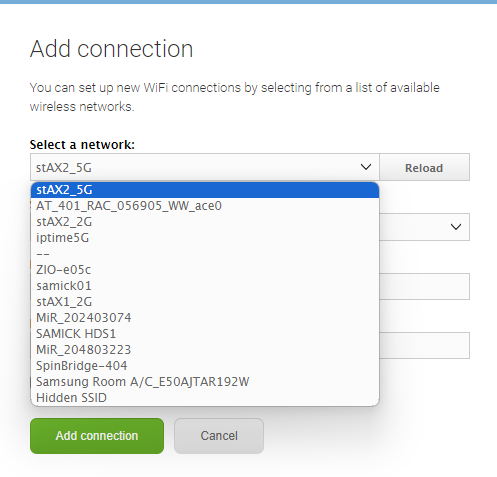 Add connection
You can set up new WiFi connections by selecting from a list of available
wireless networks.
Select a network:
stAX2_5G
Reload
stAX2_5G
AT_401_RAC_056905_WW_ace0
stAX2_2G
iptime5G
--
ZIO-e05c
samick01
stAX1_2G
MiR_202403074
SAMICK HDS1
MiR_204803223
SpinBridge-404
Samsung Room A/C_E50AJTAR192W
Hidden SSID
Add connection
Cancel